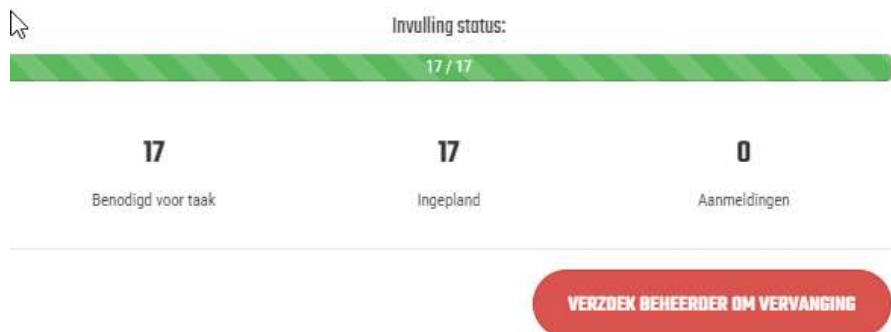 Invulling status:
17 / 17
17
17
0
Benodigd voor taak
Ingepland
Aanmeldingen
VERZOEK BEHEERDER OM VERVANGING